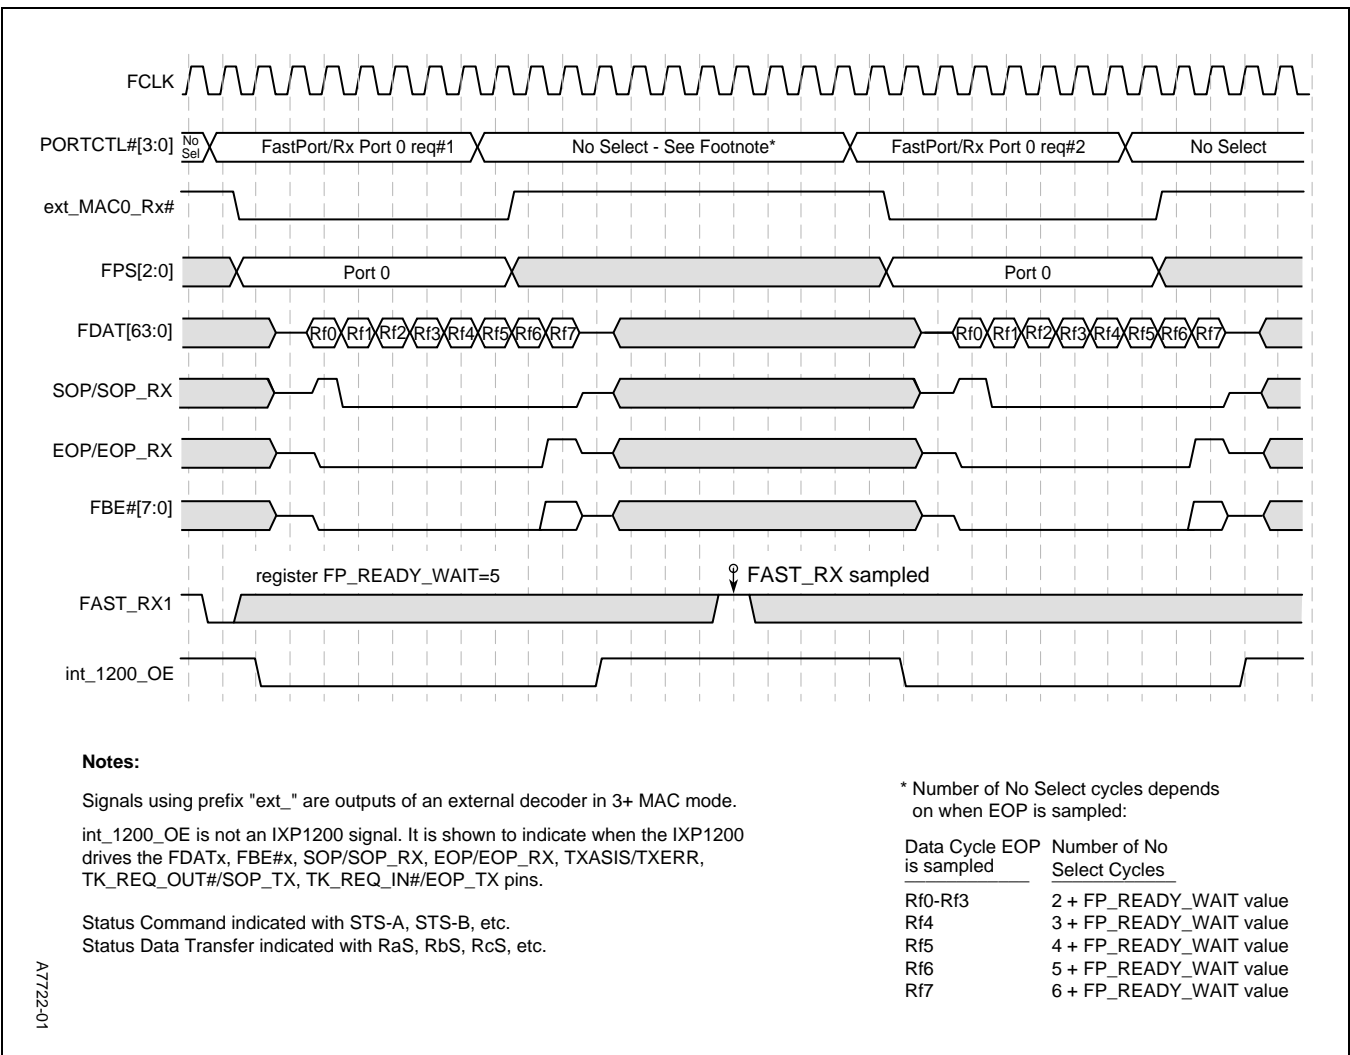 FCLK
PORTCTL#[3:0]
No
Sel
FastPort/Rx Port 0 req#1
No Select - See Footnote*
FastPort/Rx Port 0 req#2
No Select
ext_MAC0_Rx#
FPS[2:0]
Port 0
Port 0
FDAT[63:0]
Rf0 Rf1 Rf2 Rf3 Rf4 Rf5 Rf6 Rf7
Rf0 Rf1 Rf2 Rf3 Rf4 Rf5 Rf6 Rf7
SOP/SOP_RX
EOP/EOP_RX
FBE#[7:0]
register FP_READY_WAIT=5
FAST_RX sampled
FAST_RX1
int_1200_OE
Notes:
Signals using prefix "ext_" are outputs of an external decoder in 3+ MAC mode.
int_1200_OE is not an IXP1200 signal. It is shown to indicate when the IXP1200
drives the FDATx, FBE#x, SOP/SOP_RX, EOP/EOP_RX, TXASIS/TXERR,
TK_REQ_OUT#/SOP_TX, TK_REQ_IN#/EOP_TX pins.
Status Command indicated with STS-A, STS-B, etc.
Status Data Transfer indicated with RaS, RbS, RcS, etc.
* Number of No Select cycles depends
on when EOP is sampled:
Data Cycle EOP Number of No
is sampled Select Cycles
Rf0-Rf3 2 + FP_READY_WAIT value
Rf4 3 + FP_READY_WAIT value
Rf5 4 + FP_READY_WAIT value
Rf6 5 + FP_READY_WAIT value
Rf7 6 + FP_READY_WAIT value
A7722-01